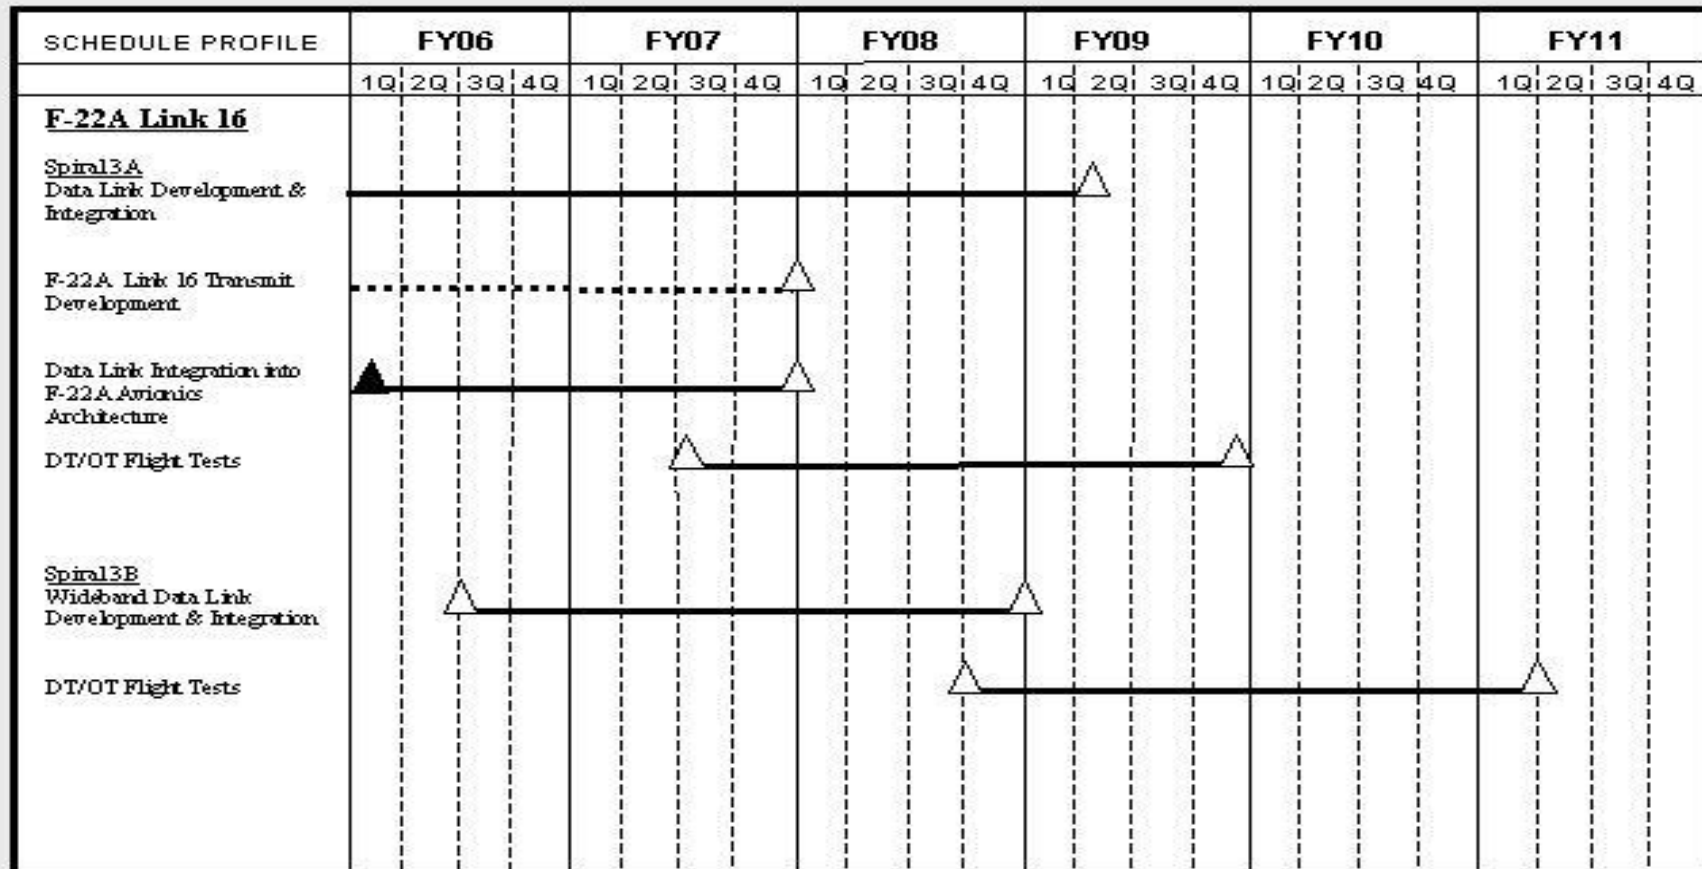 SCHEDULE PROFILE FY06 FY07 FY08 FY09 FY10 FY11
1Q 2Q 3Q 4Q 1Q 2Q 3Q 4Q 1Q 2Q 3Q 4Q 1Q 2Q 3Q 4Q 1Q 2Q 3Q 4Q 1Q 2Q 3Q 4Q
F-22A Link 16
Spiral 3A
Data Link Development &
Integration
F-22A Link 16 Transmit
Development
Data Link Integration into
F-22A Avionics
Architecture
DT/OT Flight Tests
Spiral 3B
Wideband Data Link
Development & Integration
DT/OT Flight Tests